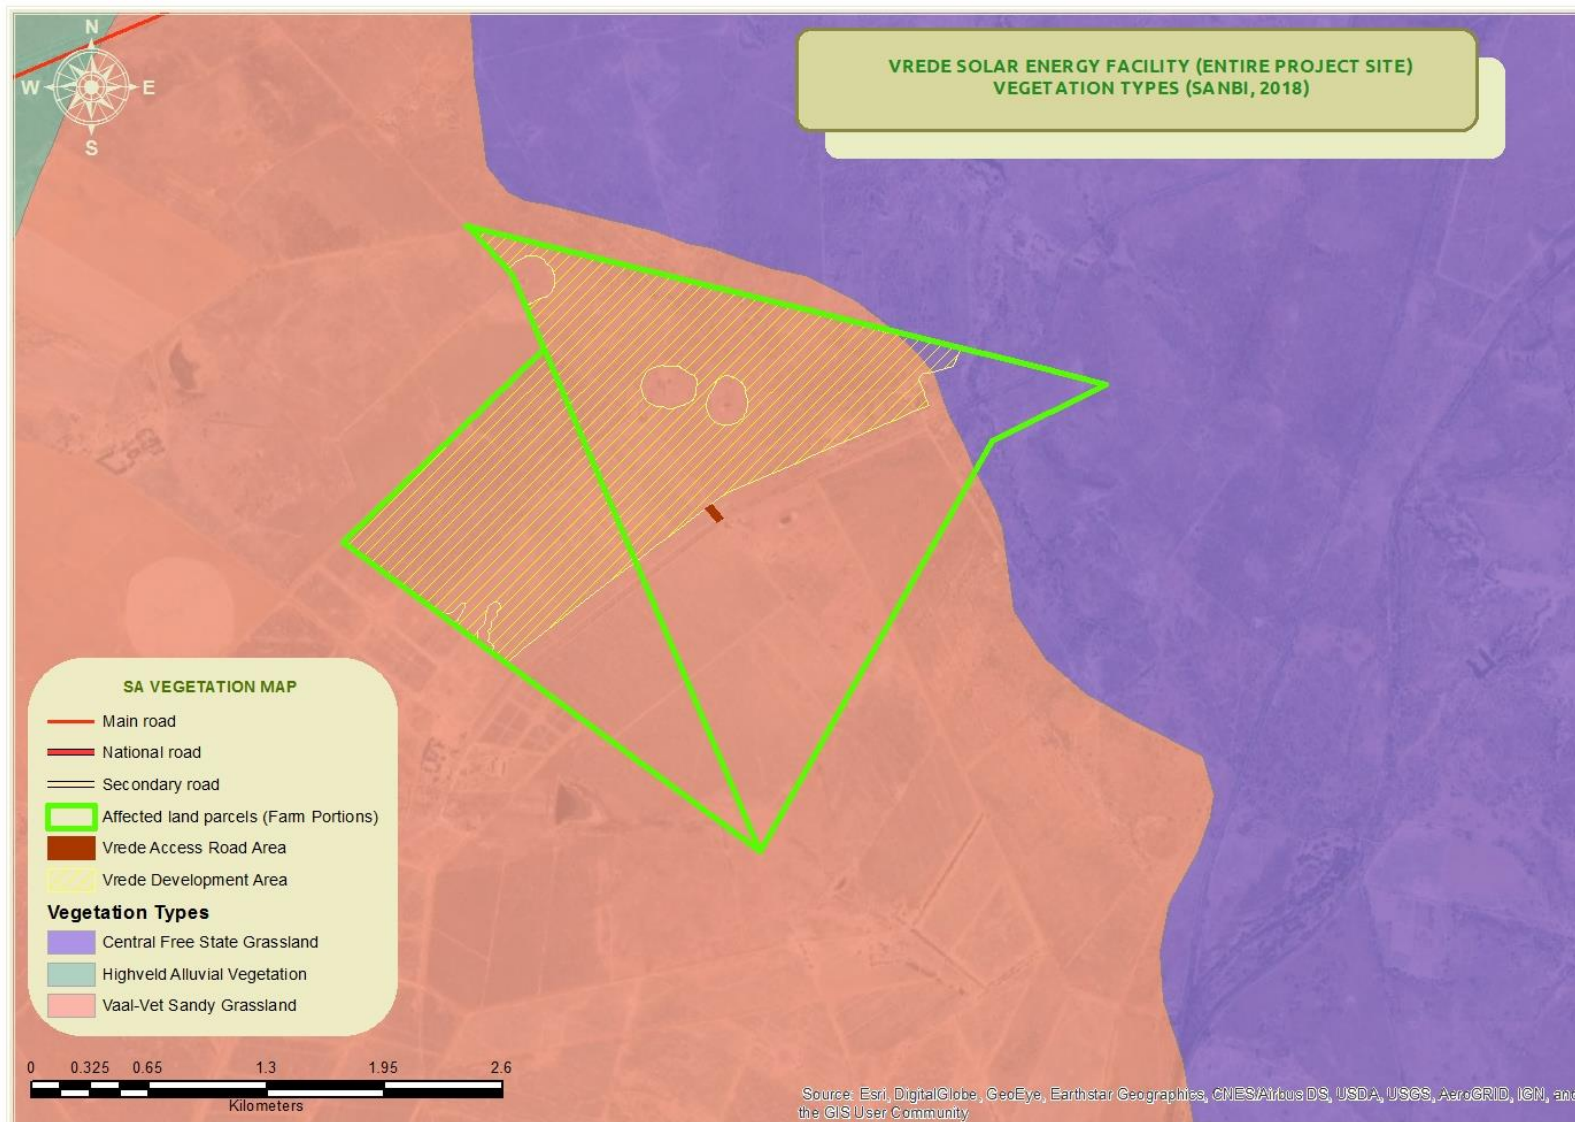 N
W
E
S
VREDE SOLAR ENERGY FACILITY (ENTIRE PROJECT SITE)
VEGETATION TYPES (SANBI, 2018)
SA VEGETATION MAP
Main road
National road
Secondary road
Affected land parcels (Farm Portions)
Vrede Access Road Area
Vrede Development Area
Vegetation Types
Central Free State Grassland
Highveld Alluvial Vegetation
Vaal-Vet Sandy Grassland
0 0.325 0.65 1.3 1.95 2.6
Kilometers
Source: Esri, DigitalGlobe, GeoEye, Earthstar Geographics, CNES/Airbus DS, USDA, USGS, AeroGRID, IGN, and
the GIS User Community